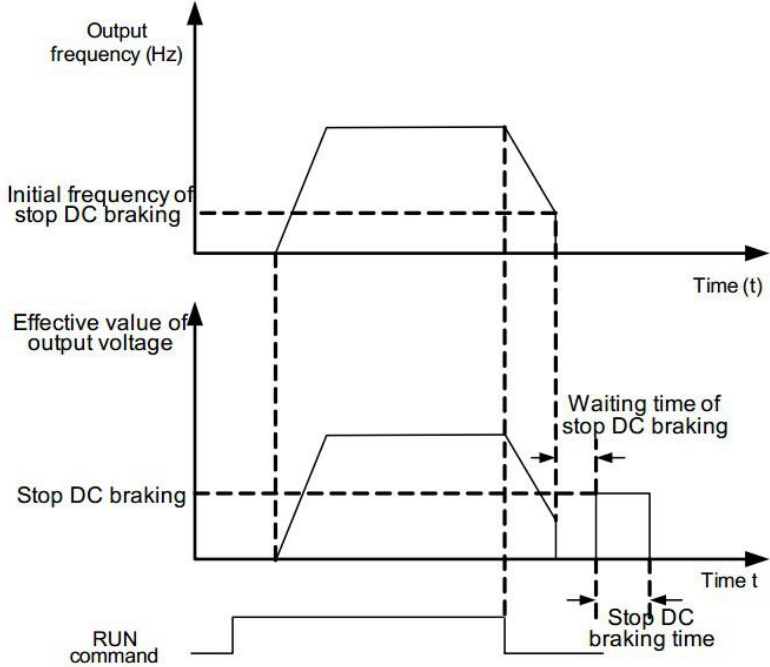 Output
frequency (Hz)
Initial frequency of
stop DC braking
Time (t)
Effective value of
output voltage
Waiting time of
stop DC braking
Stop DC braking
Time t
Stop DC
braking time
RUN
command